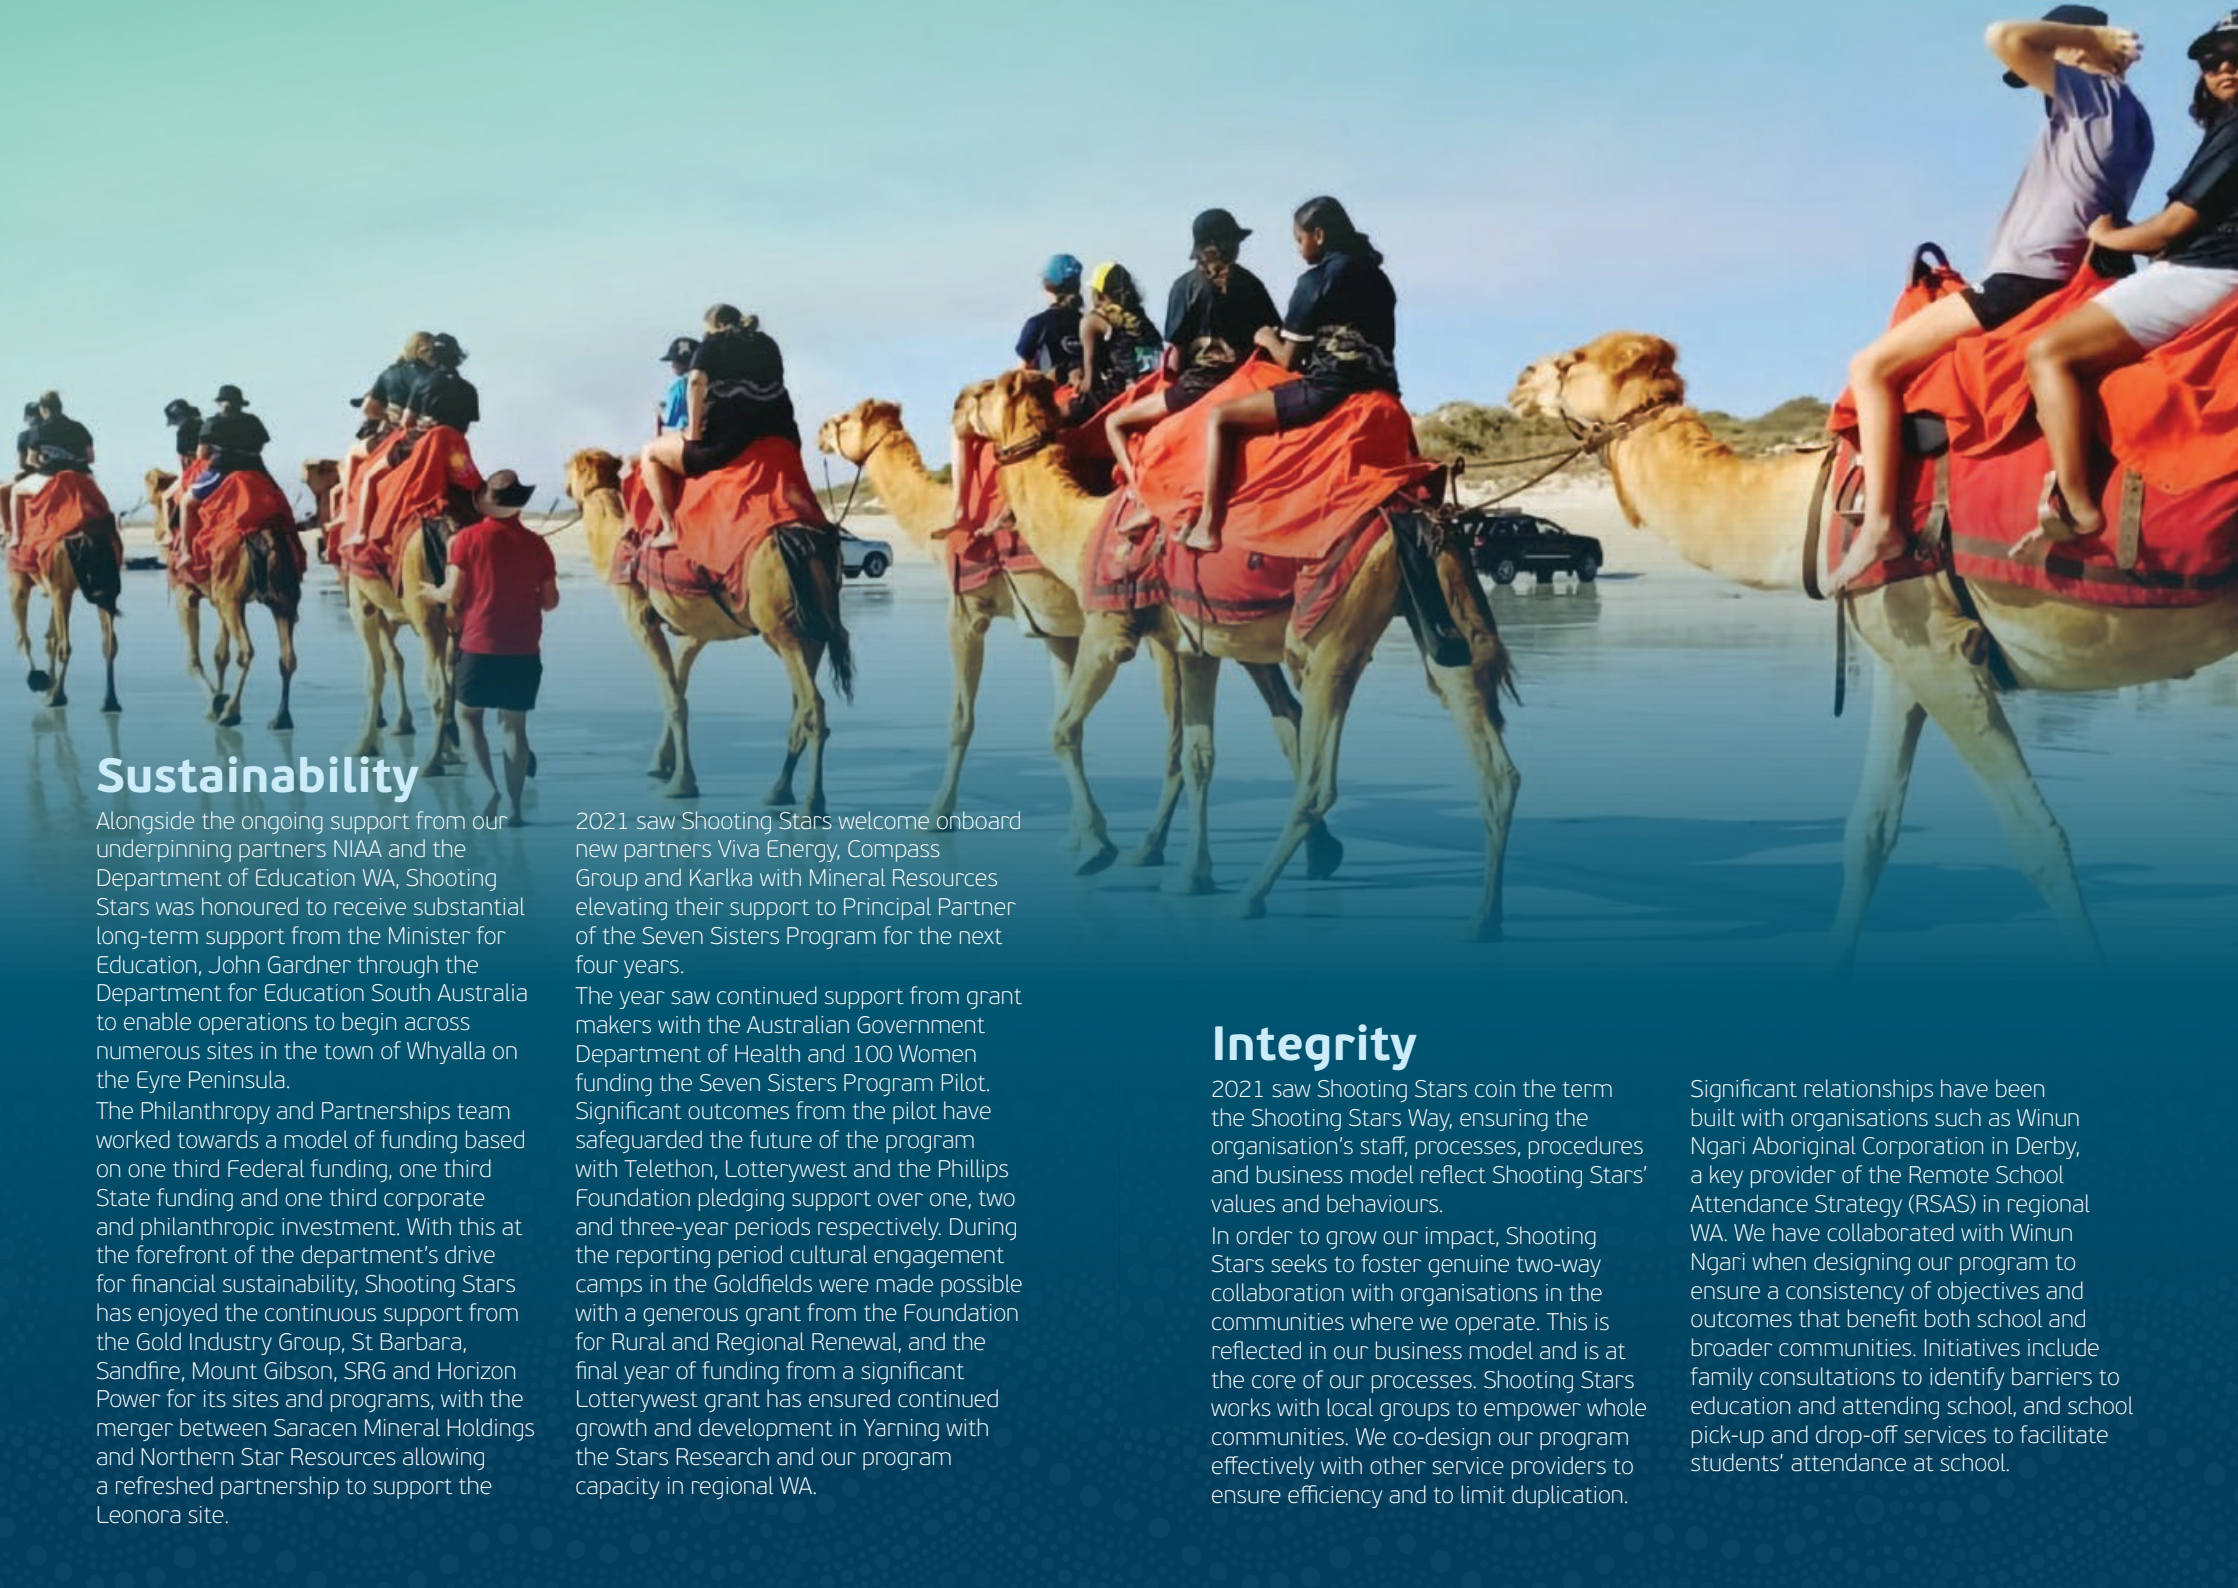 Sustainability
Alongside the ongoing support from our
underpinning partners NIAA and the
Department of Education WA, Shooting
Stars was honoured to receive substantial
long-term support from the Minister for
Education, John Gardner through the
Department for Education South Australia
to enable operations to begin across
numerous sites in the town of Whyalla on
the Eyre Peninsula.
The Philanthropy and Partnerships team
worked towards a model of funding based
on one third Federal funding, one third
State funding and one third corporate
and philanthropic investment. With this at
the forefront of the department's drive
for financial sustainability, Shooting Stars
has enjoyed the continuous support from
the Gold Industry Group, St Barbara,
Sandfire, Mount Gibson, SRG and Horizon
Power for its sites and programs, with the
merger between Saracen Mineral Holdings
and Northern Star Resources allowing
a refreshed partnership to support the
Leonora site.
2021 saw Shooting Stars welcome onboard
new partners Viva Energy, Compass
Group and Karlka with Mineral Resources
elevating their support to Principal Partner
of the Seven Sisters Program for the next
four years.
The year saw continued support from grant
makers with the Australian Government
Department of Health and 100 Women
funding the Seven Sisters Program Pilot.
Significant outcomes from the pilot have
safeguarded the future of the program
with Telethon, Lotterywest and the Phillips
Foundation pledging support over one, two
and three-year periods respectively. During
the reporting period cultural engagement
camps in the Goldfields were made possible
with a generous grant from the Foundation
for Rural and Regional Renewal, and the
final year of funding from a significant
Lotterywest grant has ensured continued
growth and development in Yarning with
the Stars Research and our program
capacity in regional WA.
Integrity
2021 saw Shooting Stars coin the term
the Shooting Stars Way, ensuring the
organisation's staff, processes, procedures
and business model reflect Shooting Stars'
values and behaviours.
In order to grow our impact, Shooting
Stars seeks to foster genuine two-way
collaboration with organisations in the
communities where we operate. This is
reflected in our business model and is at
the core of our processes. Shooting Stars
works with local groups to empower whole
communities. We co-design our program
effectively with other service providers to
ensure efficiency and to limit duplication.
Significant relationships have been
built with organisations such as Winun
Ngari Aboriginal Corporation in Derby,
a key provider of the Remote School
Attendance Strategy (RSAS) in regional
WA. We have collaborated with Winun
Ngari when designing our program to
ensure a consistency of objectives and
outcomes that benefit both school and
broader communities. Initiatives include
family consultations to identify barriers to
education and attending school, and school
pick-up and drop-off services to facilitate
students' attendance at school.